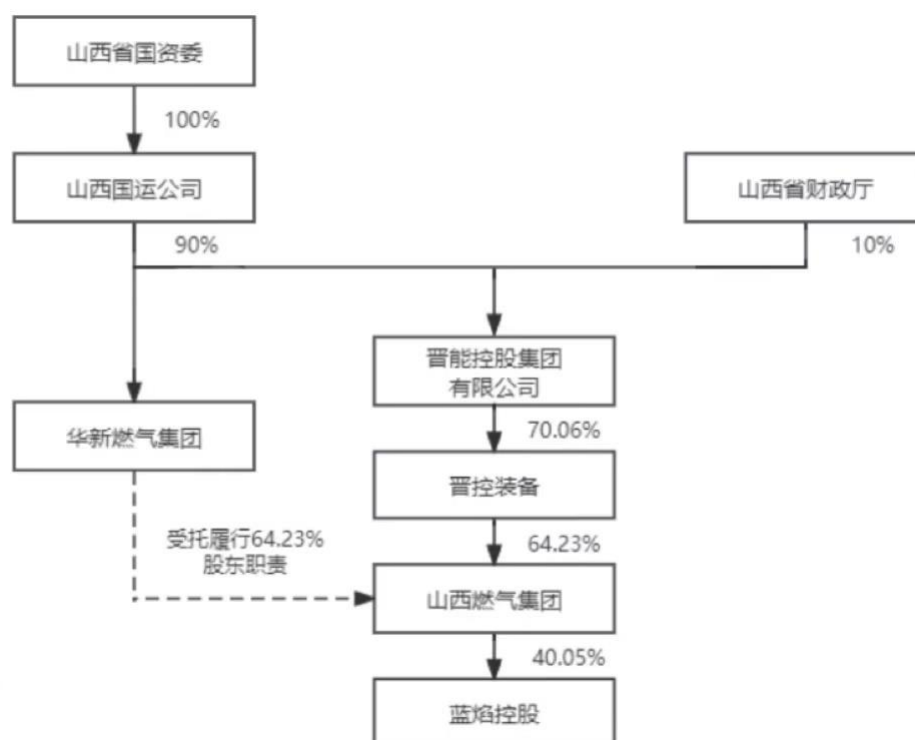 山西省国资委
100%
山西国运公司
山西省财政厅
90%
10%
晋能控股集团
有限公司
70.06%
华新燃气集团
晋控装备
受托履行64.23%
股东职责
64.23%
山西燃气集团
40.05%
蓝焰控股